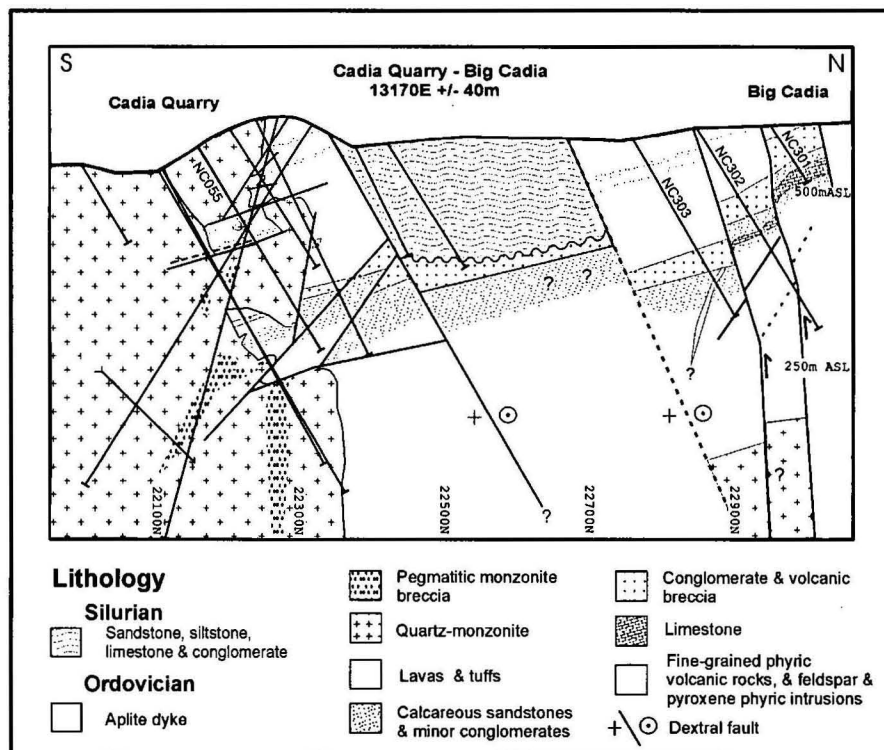 S
Cadia Quarry - Big Cadia
N
13170E +/- 40m
Cadia Quarry
Big Cadia
NC055
NC303
NC302
NC301
500mASL
250m ASL
?
?
?
?
?
?
22100N
22300N
22500N
22700N
22900N
Lithology
Silurian
Sandstone, siltstone,
limestone & conglomerate
Ordovician
Aplite dyke
Pegmatitic monzonite
breccia
Quartz-monzonite
Lavas & tuffs
Calcareous sandstones
& minor conglomerates
Conglomerate & volcanic
breccia
Limestone
Fine-grained phyric
volcanic rocks, & feldspar &
pyroxene phyric intrusions
Dextral fault